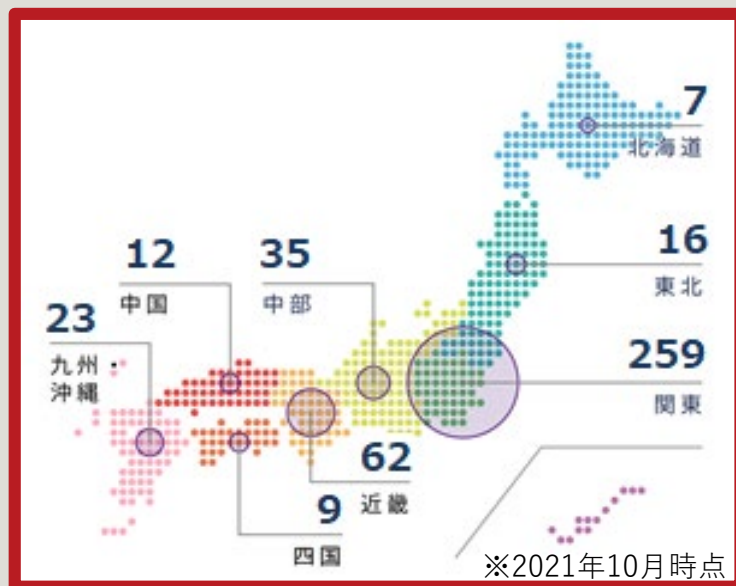 7
北海道
16
東北
259
関東
35
中部
12
中国
23
九州・
沖縄
62
近畿
9
四国
※2021年10月時点